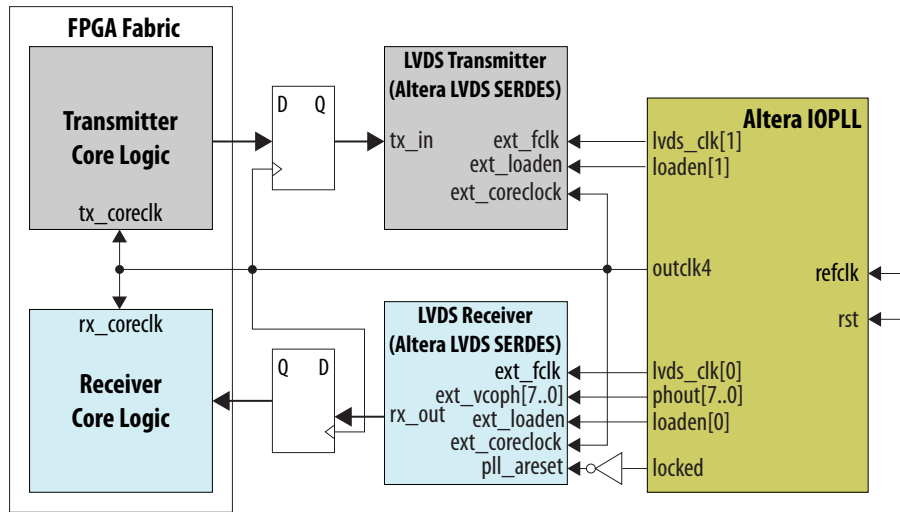 FPGA Fabric
Transmitter
Core Logic
tx_coreclk
rx_coreclk
Receiver
Core Logic
D Q
Q D
LVDS Transmitter
(Altera LVDS SERDES)
tx_in
ext_fclk
ext_loaden
ext_coreclock
LVDS Receiver
(Altera LVDS SERDES)
ext_fclk
ext_vcoph[7..0]
rx_out
ext_loaden
ext_coreclock
pll_areset
Altera IOPLL
lvds_clk[1]
loaden[1]
outclk4
refclk
rst
lvds_clk[0]
phout[7..0]
loaden[0]
locked